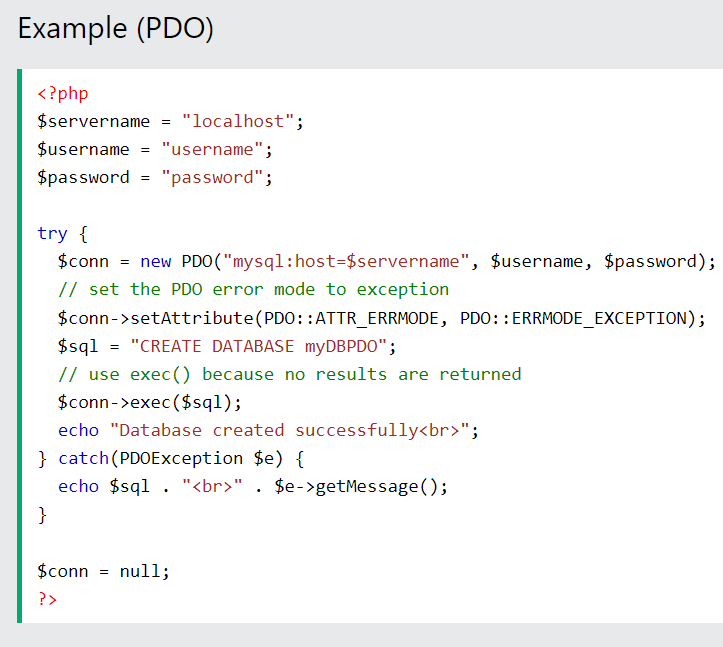 Example (PDO)
<?php
$servername = "localhost";
$username = "username";
$password = "password";
try {
$conn = new PDO("mysql:host=$servername", $username, $password);
// set the PDO error mode to exception
$conn->setAttribute(PDO::ATTR_ERRMODE, PDO::ERRMODE_EXCEPTION);
$sql = "CREATE DATABASE myDBPDO";
// use exec() because no results are returned
$conn->exec($sql);
echo "Database created successfully<br>";
} catch(PDOException $e) {
echo $sql . "<br>" . $e->getMessage();
}
$conn = null;
?>